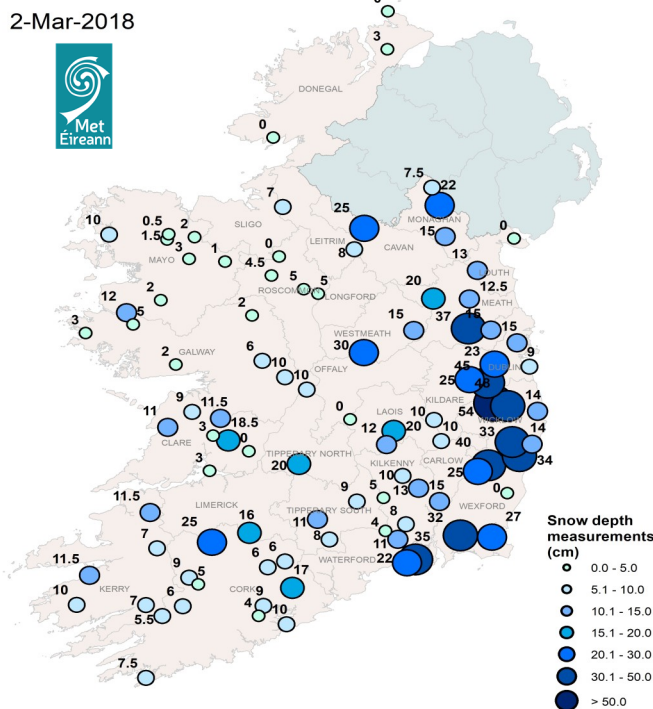 2-Mar-2018
Met
Éireann
3
DONEGAL
0
7.5
22
7
25
MONAGHAN
10
0.5
2
SLIGO
LEITRIM
15
0
1.5
CAVAN
8
3
MAYO
1
0
4.5
13
LOUTH
5
5
20
12.5
ROSCOMMON
LONGFORD
MEATH
12
2
37
15
5
2
15
15
3
WESTMEATH
30
23
2
GALWAY
6
45
9
DUBLIN
10
OFFALY
25
48
10
KILDARE
9
11.5
54
14
11
18.5
LAOIS
10
WICKLOW
3
0
12
20
10
33
14
CLARE
40
TIPPERARY NORTH
3
20
KILKENNY
CARLOW
34
10
25
0
11.5
LIMERICK
9
5
13
15
WEXFORD
25
16
TIPPERARY SOUTH
32
27
11
8
7
8
4
11
35
6
6
WATERFORD
22
11.5
9
5
17
KERRY
CORK
10
7
6
9
5.5
4
10
7.5
Snow depth
measurements
(cm)
0.0 - 5.0
5.1 - 10.0
10.1 - 15.0
15.1 - 20.0
20.1 - 30.0
30.1 - 50.0
> 50.0